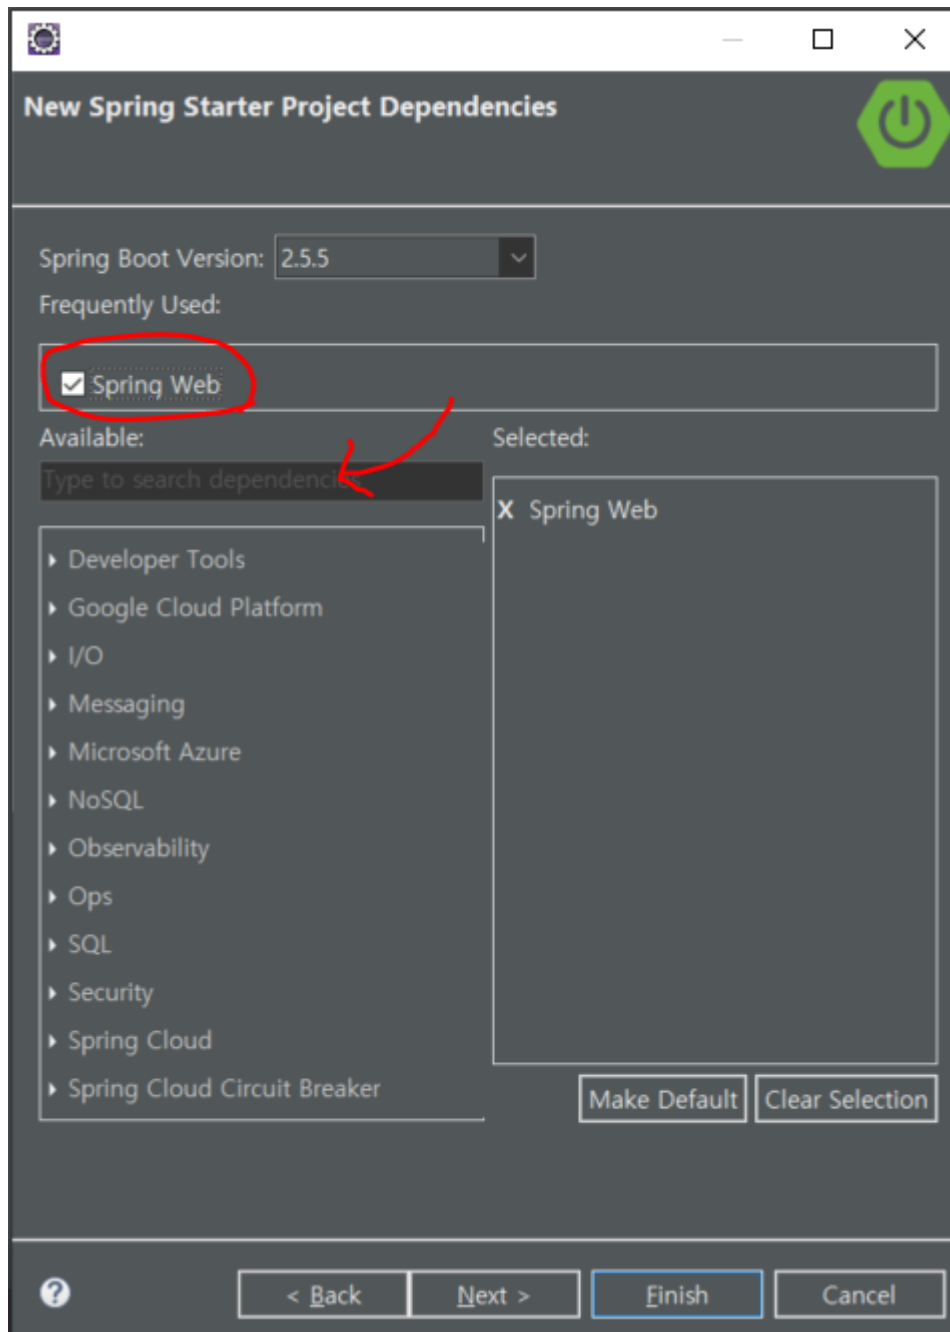 New Spring Starter Project Dependencies
Spring Boot Version: 2.5.5
Frequently Used:
Spring Web
Available:
Selected:
Type to search dependencies
X Spring Web
Developer Tools
Google Cloud Platform
I/O
Messaging
Microsoft Azure
NoSQL
Observability
Ops
SQL
Security
Spring Cloud
Spring Cloud Circuit Breaker
Make Default
Clear Selection
?
< Back
Next >
Finish
Cancel